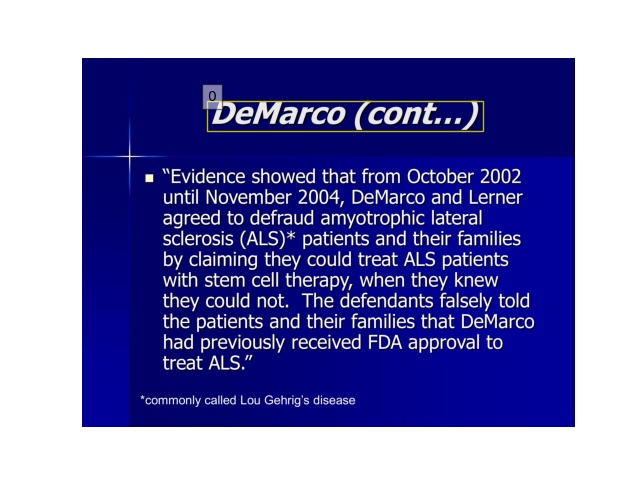 0
DeMarco (cont...)
■ “Evidence showed that from October 2002
until November 2004, DeMarco and Lerner
agreed to defraud amyotrophic lateral
sclerosis (ALS)* patients and their families
by claiming they could treat ALS patients
with stem cell therapy, when they knew
they could not.  The defendants falsely told
the patients and their families that DeMarco
had previously received FDA approval to
treat ALS.”
*commonly called Lou Gehrig’s disease